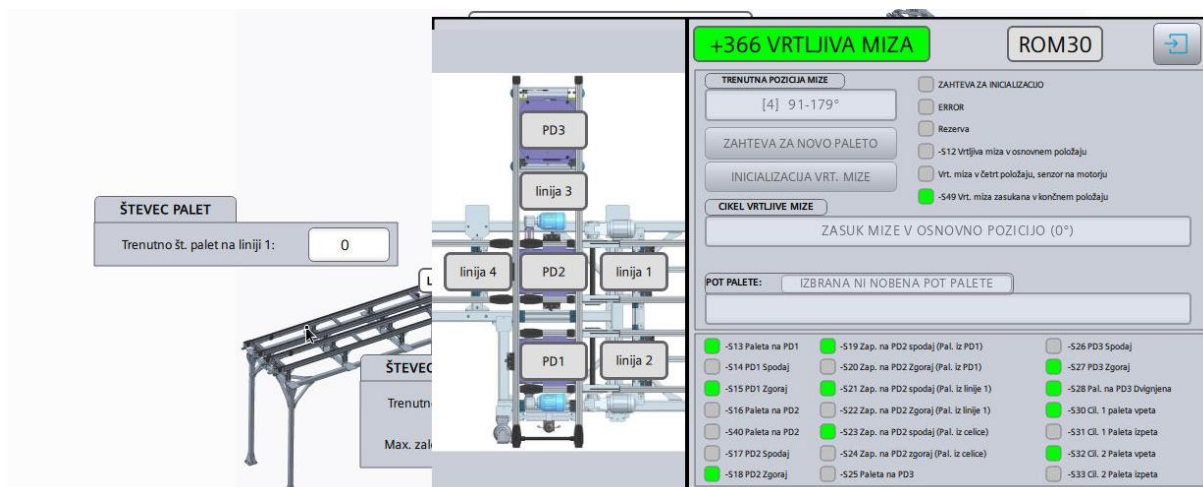 +366 VRTLJIVA MIZA
ROM30
TRENUTNA POZICIJA MIZE
[4] 91-179°
ZAHTEVA ZA NOVO PALETO
INICIALIZACIJA VRT. MIZE
ZAHTEVA ZA INICIALIZACIJO
ERROR
Rezerva
-S12 Vrtljiva miza v osnovnem položaju
Vrt. miza v četrt položaju, senzor na motorju
-S49 Vrt. miza zasukana v končnem položaju
CIKEL VRTLJIVE MIZE
ZASUK MIZE V OSNOVNO POZICIJO (0°)
POT PALETE:
IZBRANA NI NOBENA POT PALETE
-S13 Paleta na PD1
-S14 PD1 Spodaj
-S15 PD1 Zgoraj
-S16 Paleta na PD2
-S40 Paleta na PD2
-S17 PD2 Spodaj
-S18 PD2 Zgoraj
-S19 Zap. na PD2 spodaj (Pal. iz PD1)
-S20 Zap. na PD2 Zgoraj (Pal. iz PD1)
-S21 Zap. na PD2 spodaj (Pal. iz linije 1)
-S22 Zap. na PD2 Zgoraj (Pal. iz linije 1)
-S23 Zap. na PD2 spodaj (Pal. iz celice)
-S24 Zap. na PD2 zgoraj (Pal. iz celice)
-S25 Paleta na PD3
-S26 PD3 Spodaj
-S27 PD3 Zgoraj
-S28 Pal. na PD3 Dvignjena
-S30 Cil. 1 paleta vpeta
-S31 Cil. 1 Paleta izpeta
-S32 Cil. 2 Paleta vpeta
-S33 Cil. 2 Paleta izpeta
PD3
linija 3
linija 4
PD2
linija 1
PD1
linija 2
ŠTEVEC PALET
Trenutno št. palet na liniji 1:
0
L
ŠTEVEC
Trenutn
Max. zal